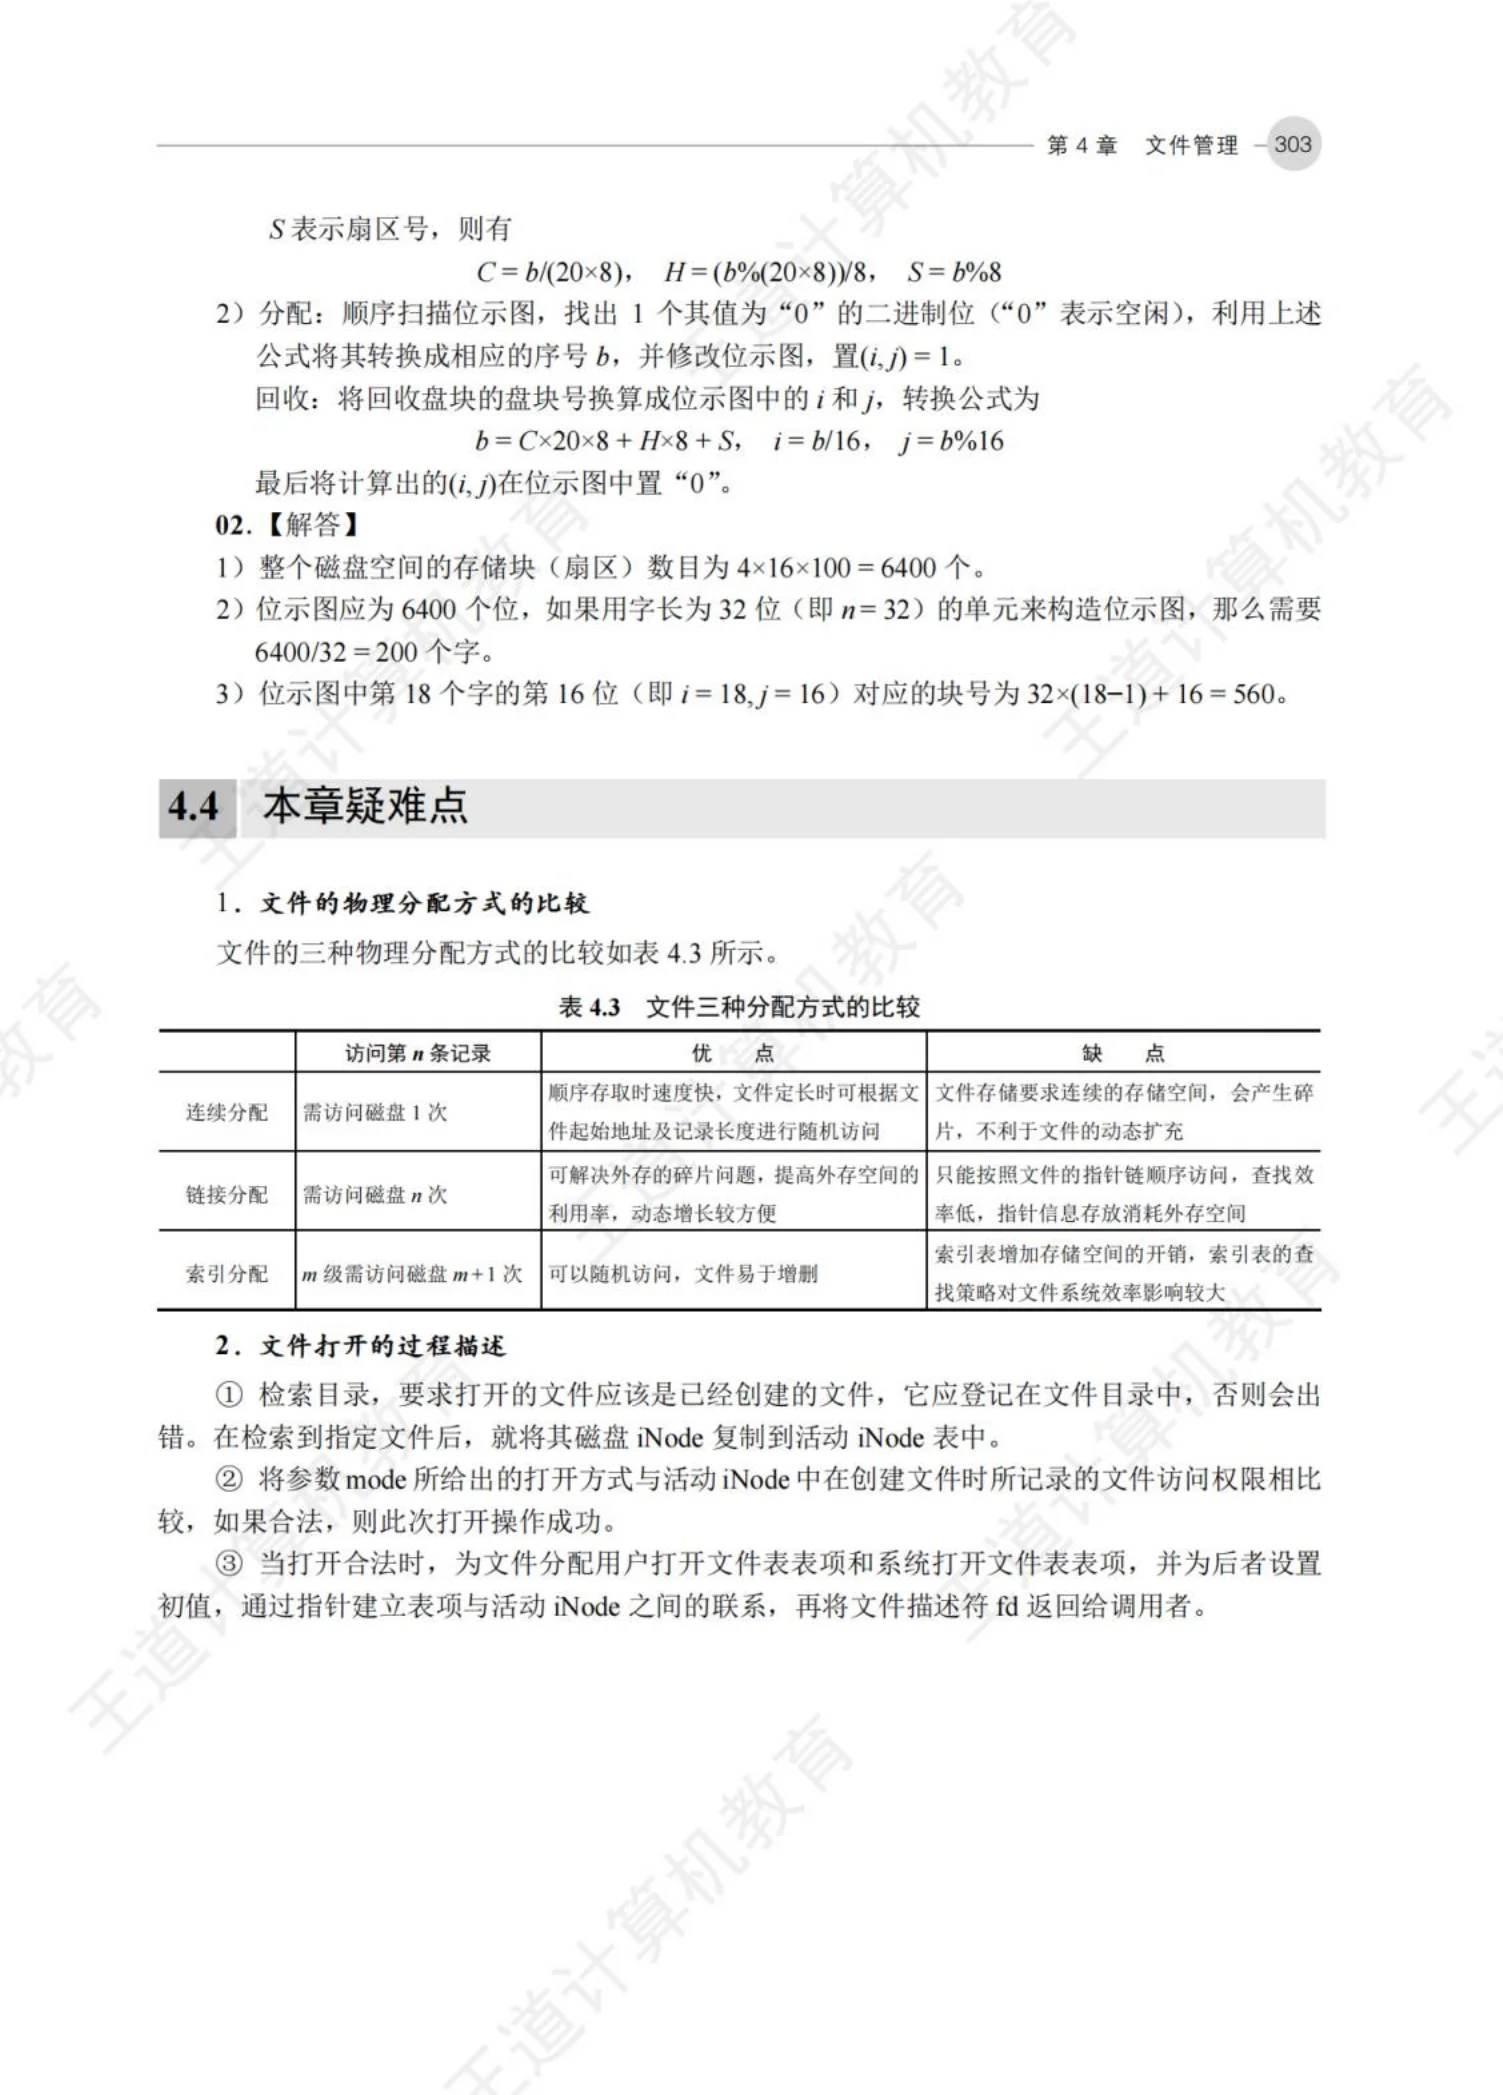 第 4 章 文件管理 303
S 表示扇区号，则有
C = b/(20×8)， H = (b%(20×8))/8， S = b%8
2）分配：顺序扫描位示图，找出 1 个其值为“0”的二进制位（“0”表示空闲），利用上述
公式将其转换成相应的序号 b，并修改位示图，置(i, j) = 1。
回收：将回收盘块的盘块号换算成位示图中的 i 和 j，转换公式为
b = C×20×8 + H×8 + S， i = b/16， j = b%16
最后将计算出的(i, j)在位示图中置“0”。
02.【解答】
1）整个磁盘空间的存储块（扇区）数目为 4×16×100 = 6400 个。
2）位示图应为 6400 个位，如果用字长为 32 位（即 n = 32）的单元来构造位示图，那么需要
6400/32 = 200 个字。
3）位示图中第 18 个字的第 16 位（即 i = 18, j = 16）对应的块号为 32×(18−1) + 16 = 560。
4.4 本章疑难点
1．文件的物理分配方式的比较
文件的三种物理分配方式的比较如表 4.3 所示。
表 4.3 文件三种分配方式的比较
访问第 n 条记录 优 点 缺 点
连续分配 需访问磁盘 1 次 顺序存取时速度快，文件定长时可根据文件起始地址及记录长度进行随机访问 文件存储要求连续的存储空间，会产生碎片，不利于文件的动态扩充
链接分配 需访问磁盘 n 次 可解决外存的碎片问题，提高外存空间的利用率，动态增长较方便 只能按照文件的指针链顺序访问，查找效率低，指针信息存放消耗外存空间
索引分配 m 级需访问磁盘 m+1 次 可以随机访问，文件易于增删 索引表增加存储空间的开销，索引表的查找策略对文件系统效率影响较大
2．文件打开的过程描述
① 检索目录，要求打开的文件应该是已经创建的文件，它应登记在文件目录中，否则会出
错。在检索到指定文件后，就将其磁盘 iNode 复制到活动 iNode 表中。
② 将参数 mode 所给出的打开方式与活动 iNode 中在创建文件时所记录的文件访问权限相比
较，如果合法，则此次打开操作成功。
③ 当打开合法时，为文件分配用户打开文件表表项和系统打开文件表表项，并为后者设置
初值，通过指针建立表项与活动 iNode 之间的联系，再将文件描述符 fd 返回给调用者。
王道计算机教育